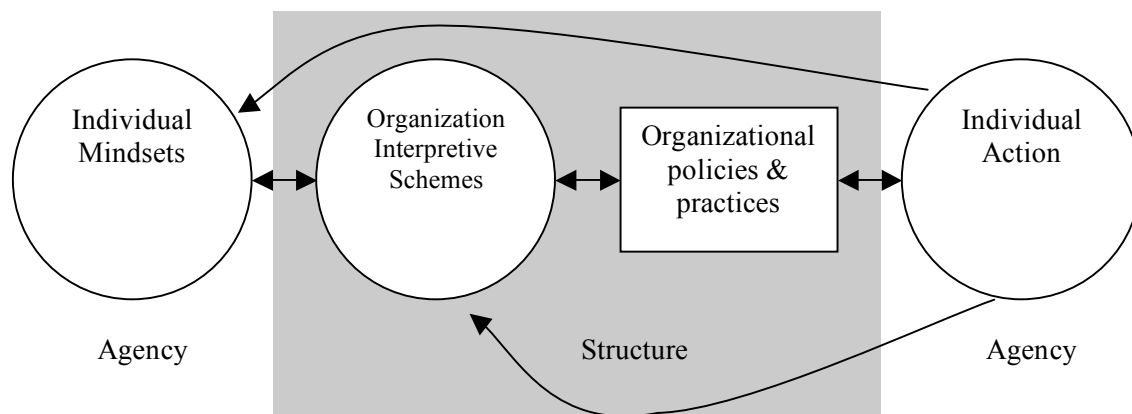 Individual
Mindsets
Organization
Interpretive
Schemes
Organizational
policies &
practices
Individual
Action
Agency
Structure
Agency